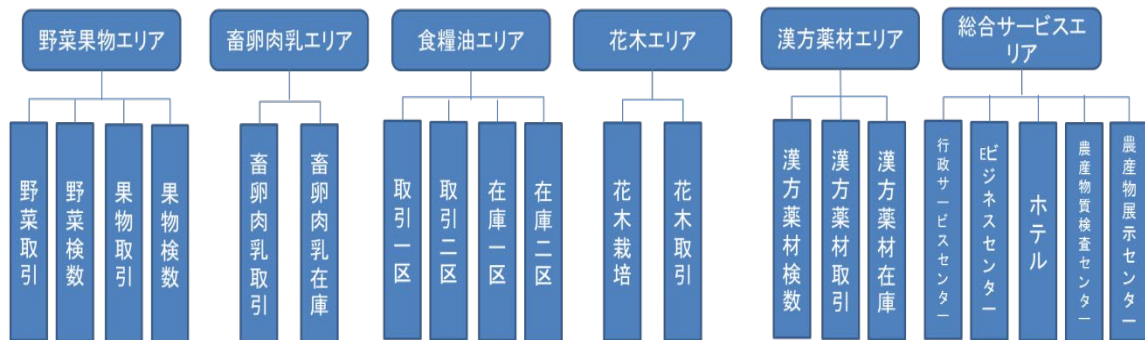 野菜果物エリア
野菜取引
野菜検数
果物取引
果物検数
畜卵肉乳エリア
畜卵肉乳取引
畜卵肉乳在庫
食糧油エリア
取引一区
取引二区
在庫一区
在庫二区
花木エリア
花木栽培
花木取引
漢方薬材エリア
漢方薬材検数
漢方薬材取引
漢方薬材在庫
総合サービスエ
リア
行政サービスセンター
Eビジネスセンター
ホテル
農産物質検査センター
農産物展示センター